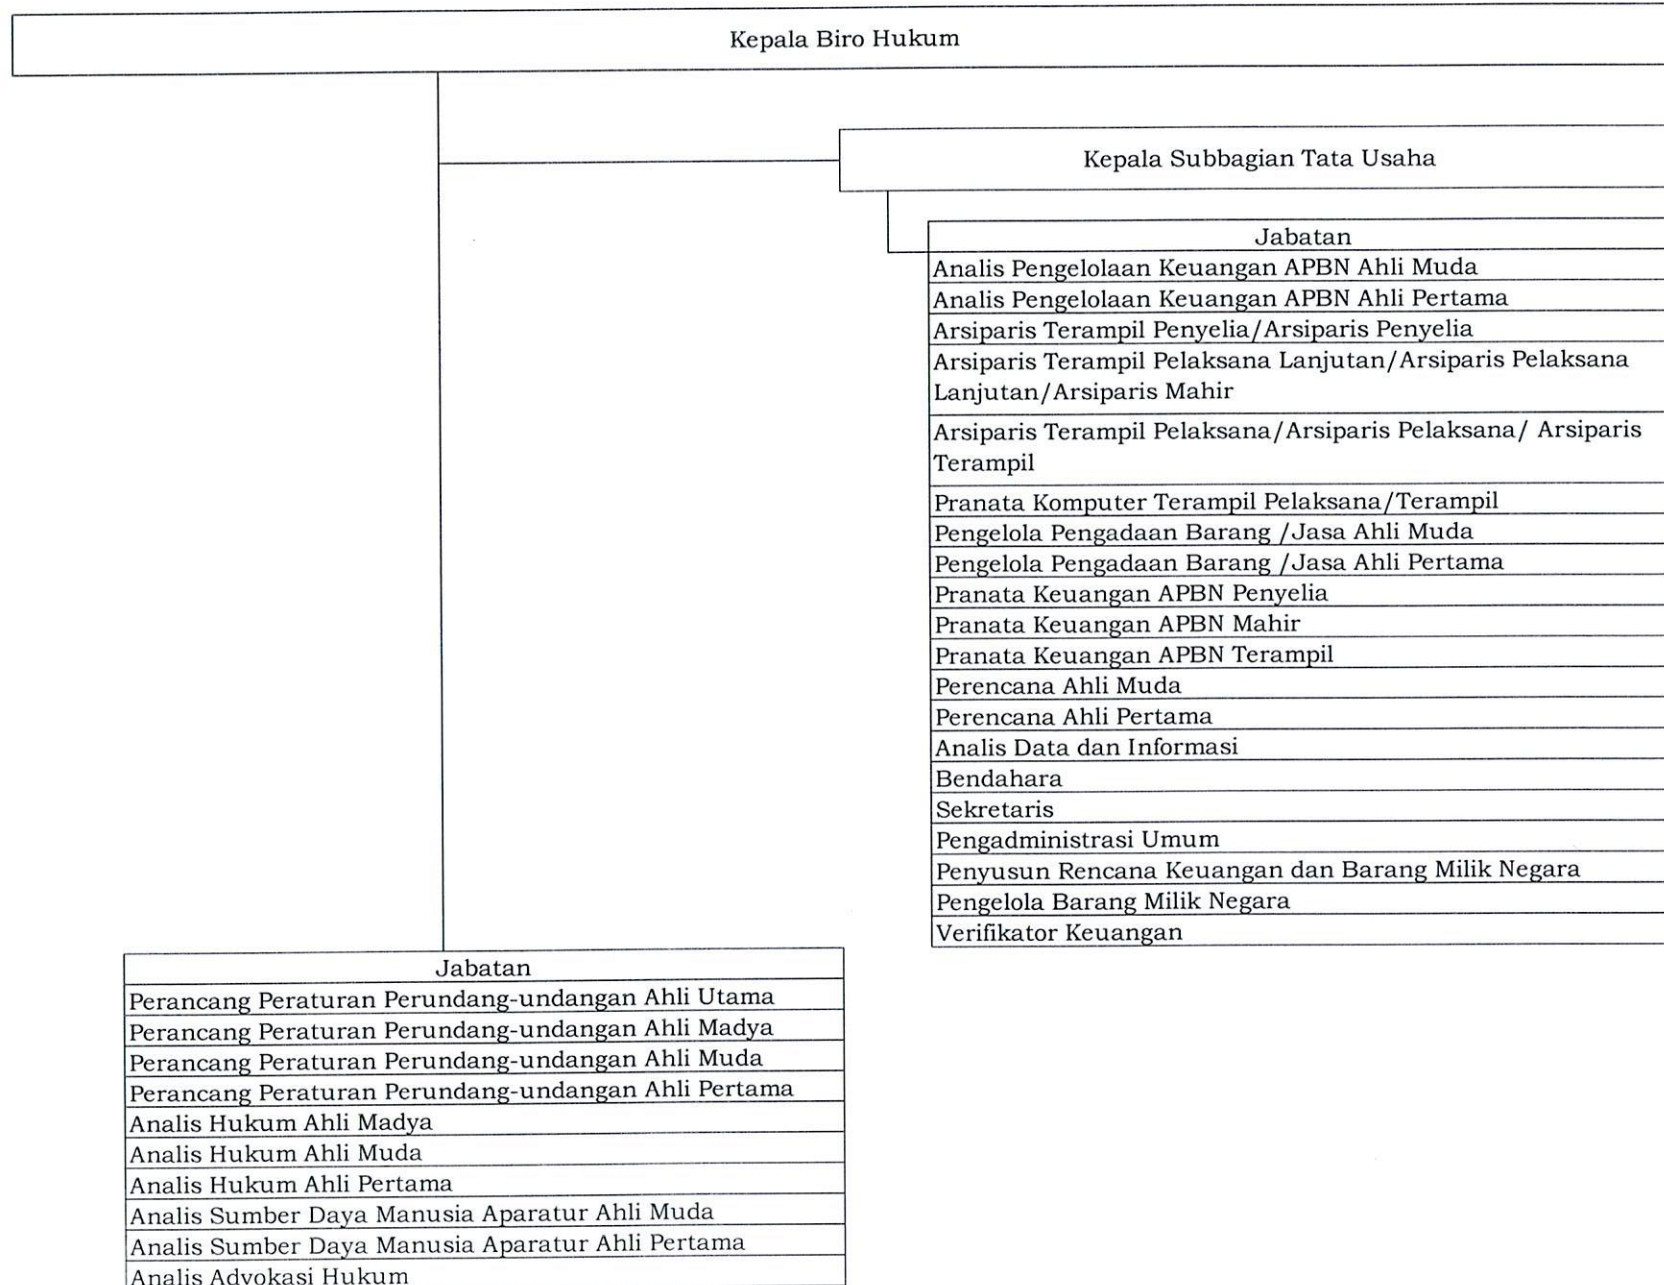 Kepala Biro Hukum
Kepala Subbagian Tata Usaha
Jabatan
Analis Pengelolaan Keuangan APBN Ahli Muda
Analis Pengelolaan Keuangan APBN Ahli Pertama
Arsiparis Terampil Penyelia/Arsiparis Penyelia
Arsiparis Terampil Pelaksana Lanjutan/Arsiparis Pelaksana
Lanjutan/Arsiparis Mahir
Arsiparis Terampil Pelaksana/Arsiparis Pelaksana/ Arsiparis
Terampil
Pranata Komputer Terampil Pelaksana/Terampil
Pengelola Pengadaan Barang /Jasa Ahli Muda
Pengelola Pengadaan Barang /Jasa Ahli Pertama
Pranata Keuangan APBN Penyelia
Pranata Keuangan APBN Mahir
Pranata Keuangan APBN Terampil
Perencana Ahli Muda
Perencana Ahli Pertama
Analis Data dan Informasi
Bendahara
Sekretaris
Pengadministrasi Umum
Penyusun Rencana Keuangan dan Barang Milik Negara
Pengelola Barang Milik Negara
Verifikator Keuangan
Jabatan
Perancang Peraturan Perundang-undangan Ahli Utama
Perancang Peraturan Perundang-undangan Ahli Madya
Perancang Peraturan Perundang-undangan Ahli Muda
Perancang Peraturan Perundang-undangan Ahli Pertama
Analis Hukum Ahli Madya
Analis Hukum Ahli Muda
Analis Hukum Ahli Pertama
Analis Sumber Daya Manusia Aparatur Ahli Muda
Analis Sumber Daya Manusia Aparatur Ahli Pertama
Analis Advokasi Hukum